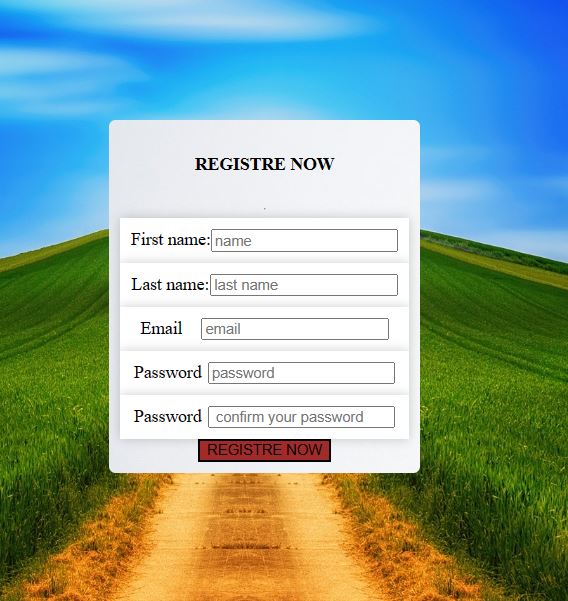 REGISTRE NOW
First name: name
Last name: last name
Email email
Password password
Password confirm your password
REGISTRE NOW